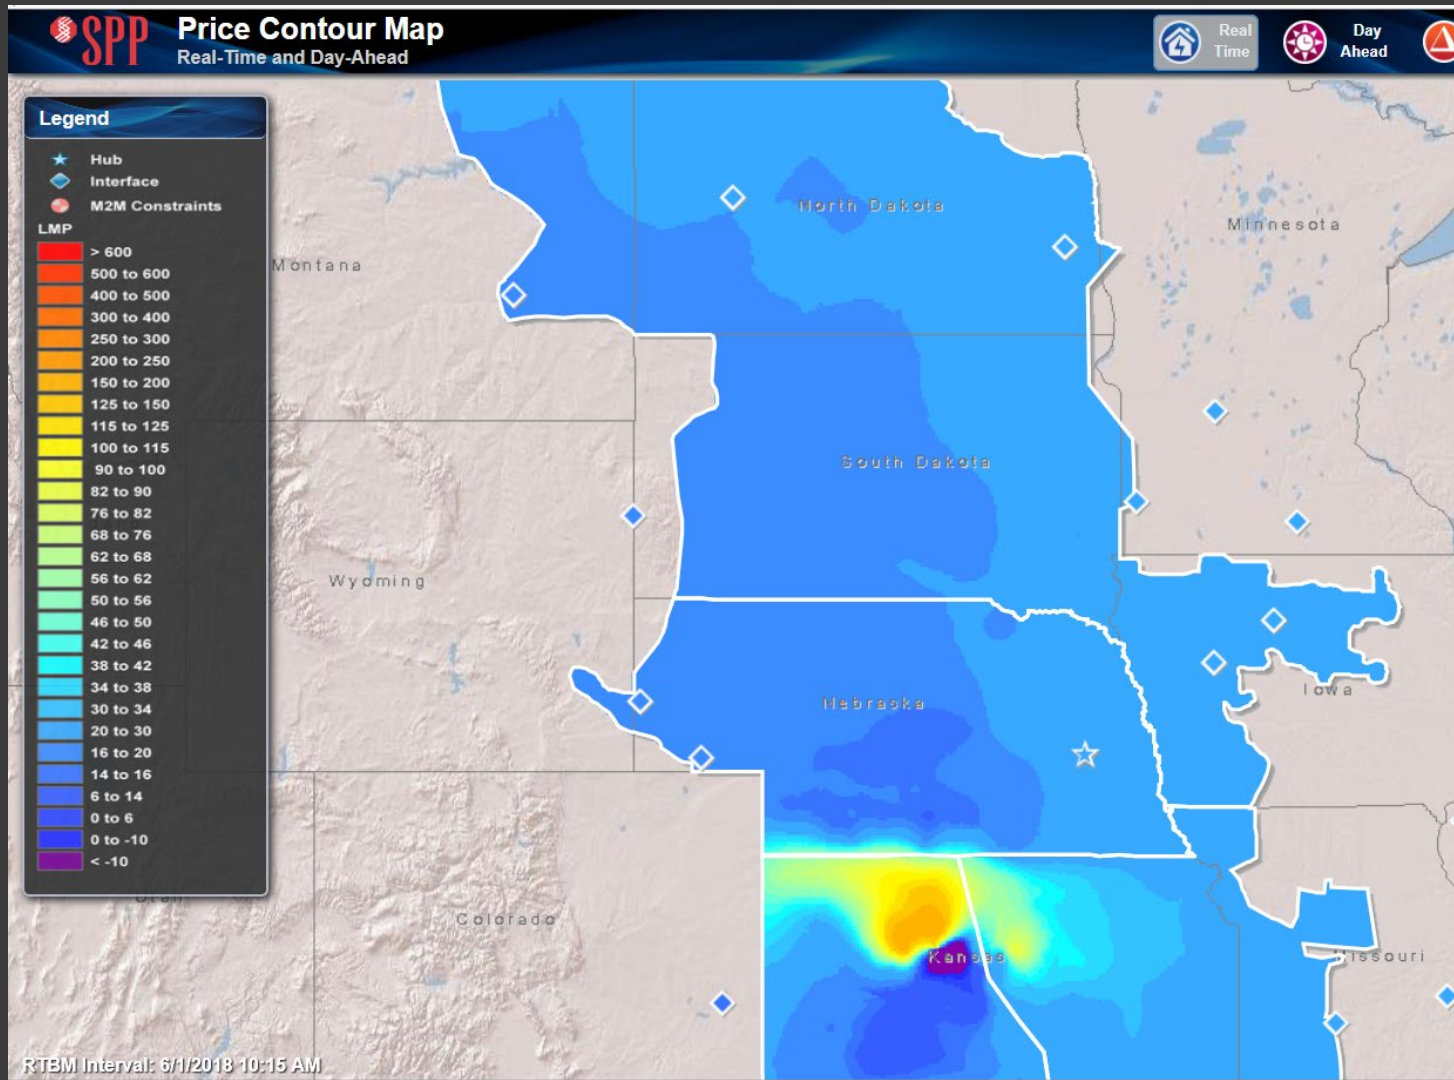 SPP
Price Contour Map
Real-Time and Day-Ahead
Real
Time
Day
Ahead
Legend
Hub
Interface
M2M Constraints
LMP
> 600
500 to 600
400 to 500
300 to 400
250 to 300
200 to 250
150 to 200
125 to 150
115 to 125
100 to 115
90 to 100
82 to 90
76 to 82
68 to 76
62 to 68
56 to 62
50 to 56
46 to 50
42 to 46
38 to 42
34 to 38
30 to 34
20 to 30
16 to 20
14 to 16
6 to 14
0 to 6
0 to -10
< -10
North Dakota
Minnesota
Montana
South Dakota
Wyoming
Iowa
Nebraska
Utah
Colorado
Kansas
Missouri
RTBM Interval: 6/1/2018 10:15 AM